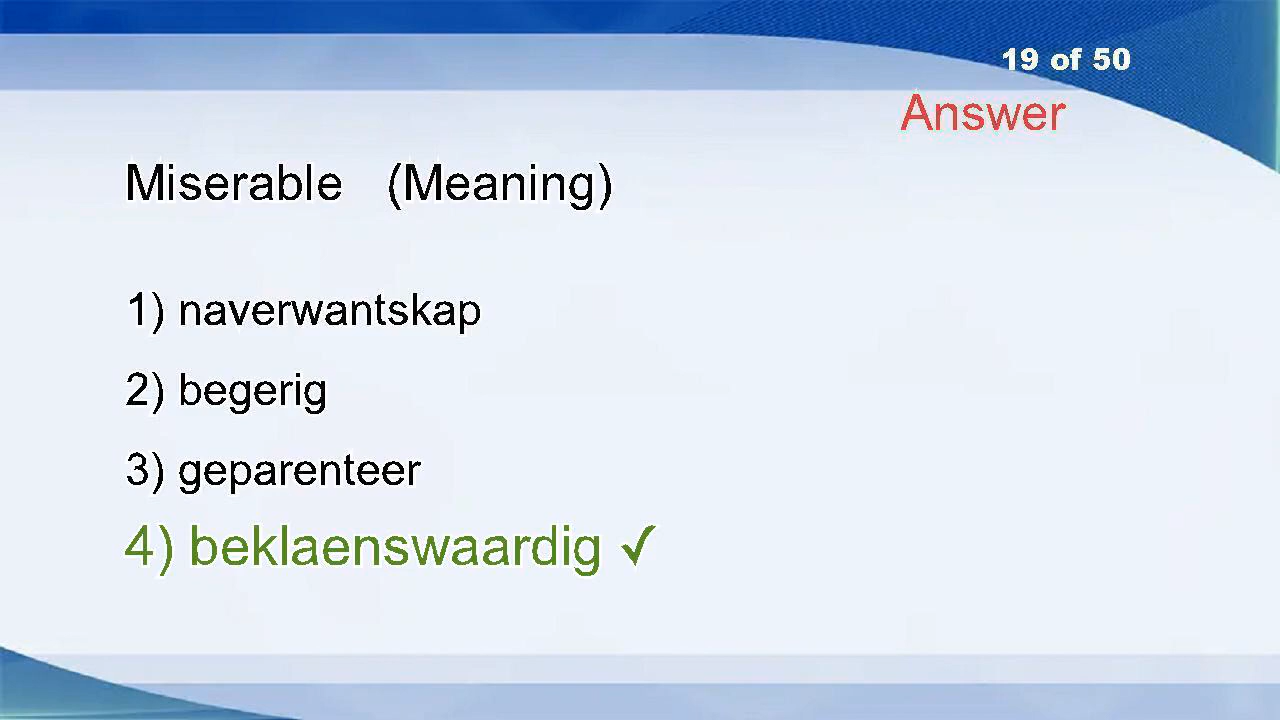 19 of 50
Answer
Miserable (Meaning)
1) naverwantskap
2) begerig
3) geparenteer
4) beklaenswaardig ✓